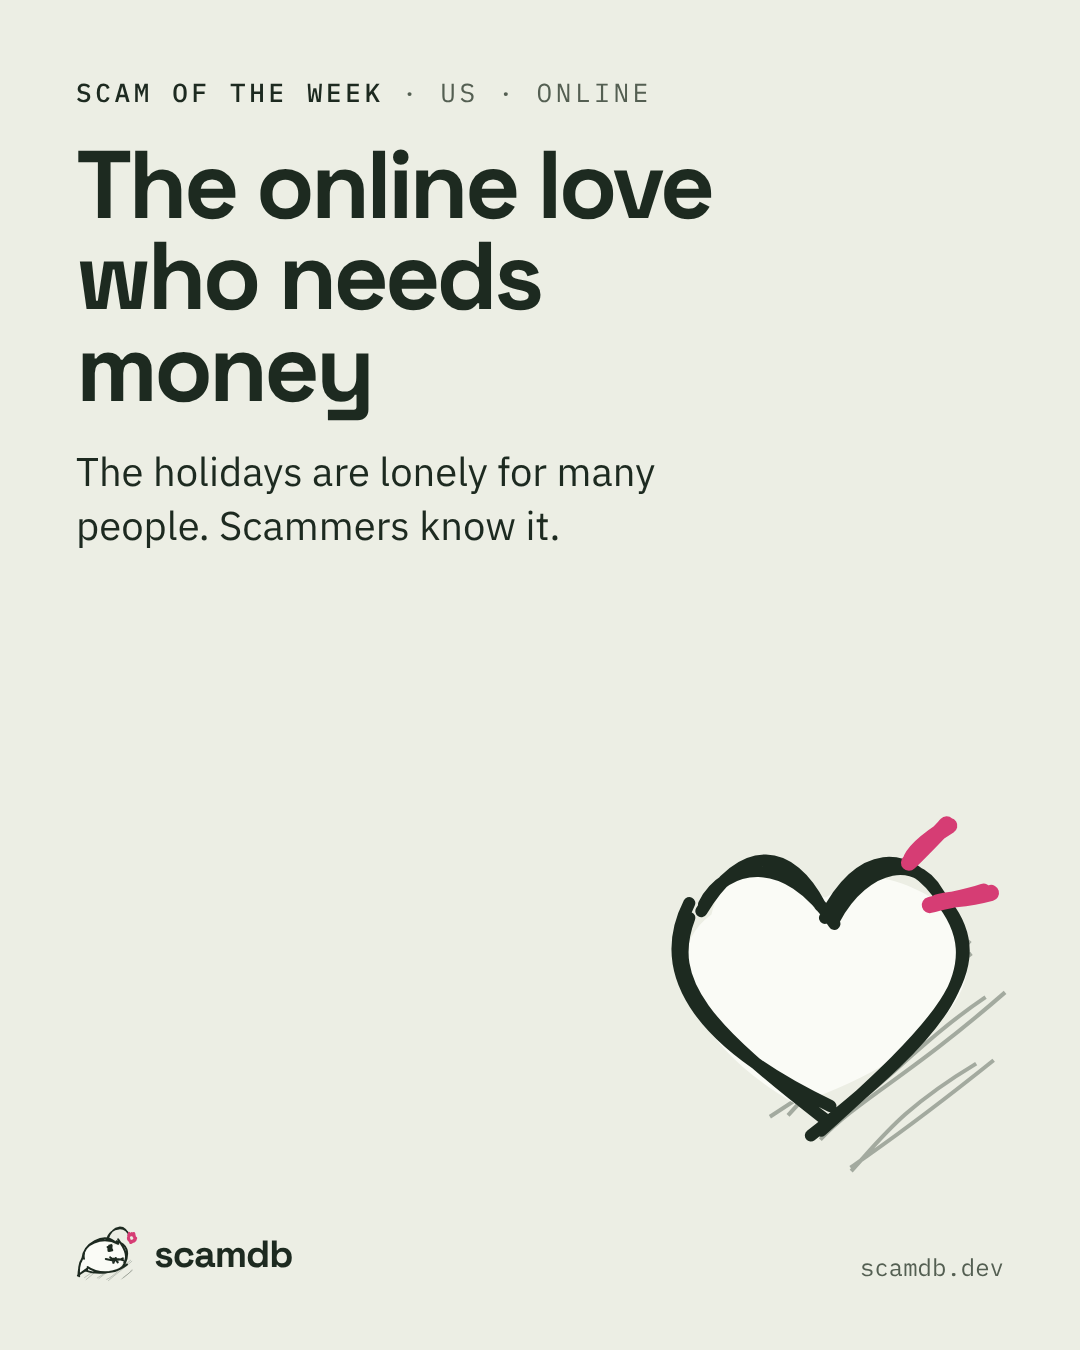 SCAM OF THE WEEK · US · ONLINE
The online love
who needs
money
The holidays are lonely for many
people. Scammers know it.
scamdb
scamdb.dev